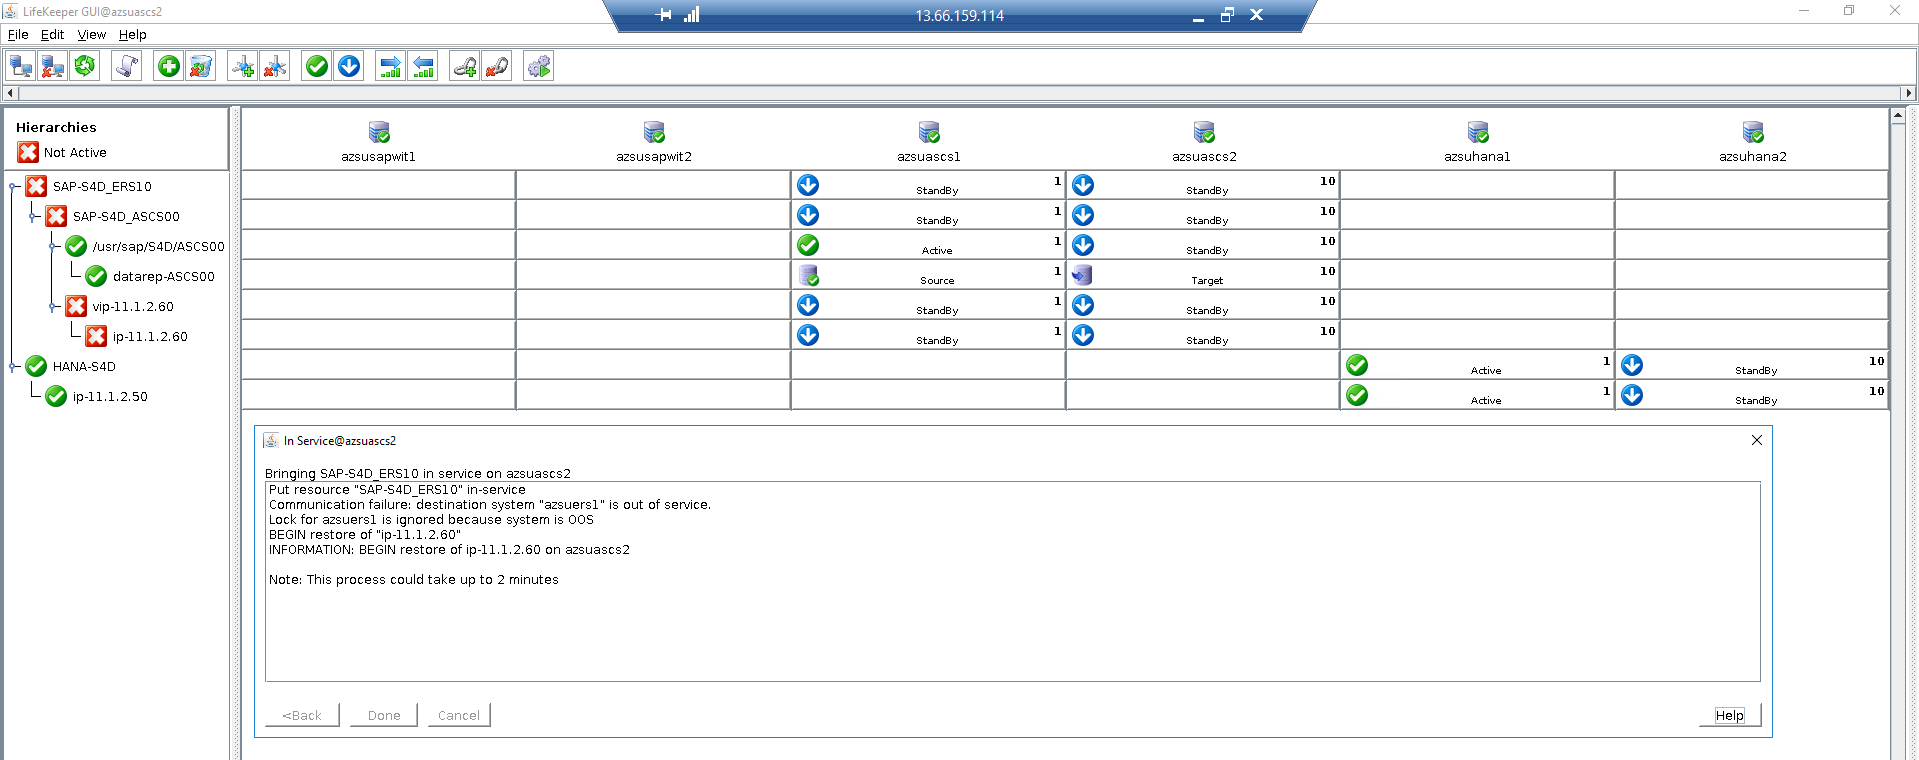 LifeKeeper GUI@azsuascs2
13.66.159.114
File Edit View Help
Hierarchies
Not Active
azsusapwit1 azsusapwit2 azsuascs1 azsuascs2 azsuhana1 azsuhana2
SAP-S4D_ERS10 StandBy 1 StandBy 10
SAP-S4D_ASCS00 StandBy 1 StandBy 10
/usr/sap/S4D/ASCS00 Active 1 StandBy 10
datarep-ASCS00 Source 1 Target 10
vip-11.1.2.60 StandBy 1 StandBy 10
ip-11.1.2.60 StandBy 1 StandBy 10
HANA-S4D Active 1 StandBy 10
ip-11.1.2.50 Active 1 StandBy 10
In Service@azsuascs2
Bringing SAP-S4D_ERS10 in service on azsuascs2
Put resource "SAP-S4D_ERS10" in-service
Communication failure: destination system "azsuers1" is out of service.
Lock for azsuers1 is ignored because system is OOS
BEGIN restore of "ip-11.1.2.60"
INFORMATION: BEGIN restore of ip-11.1.2.60 on azsuascs2
Note: This process could take up to 2 minutes
<Back Done Cancel Help